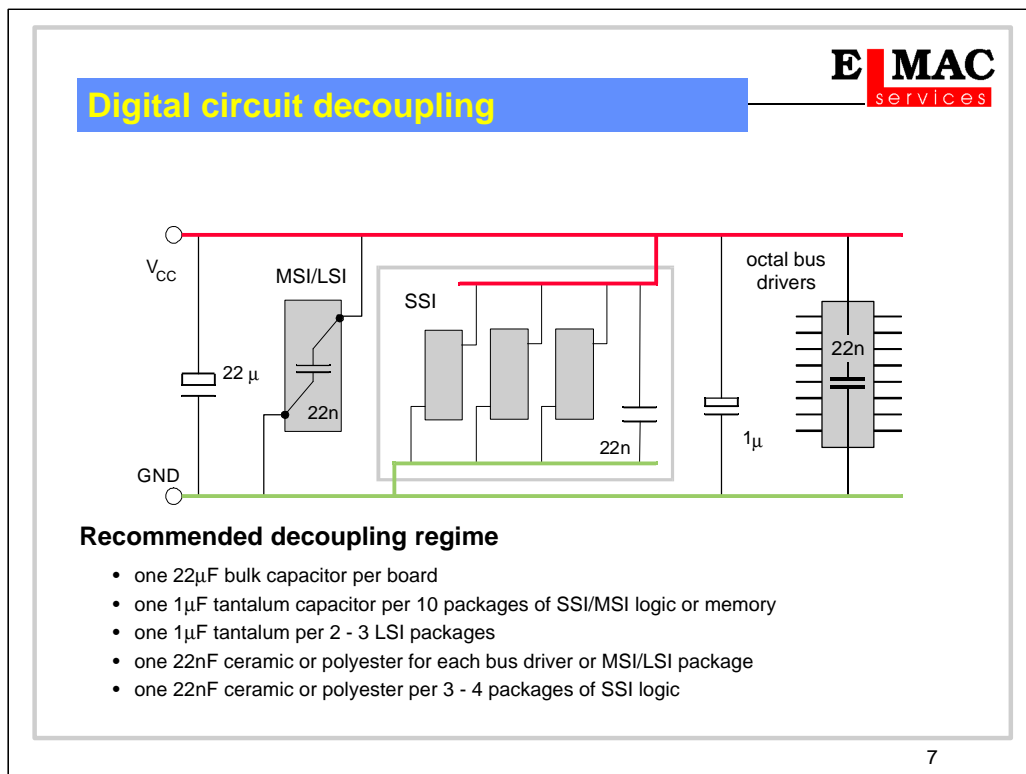 E MAC
services
Digital circuit decoupling
VCC
MSI/LSI
SSI
octal bus
drivers
22 μ
22n
22n
1μ
22n
GND
Recommended decoupling regime
• one 22μF bulk capacitor per board
• one 1μF tantalum capacitor per 10 packages of SSI/MSI logic or memory
• one 1μF tantalum per 2 - 3 LSI packages
• one 22nF ceramic or polyester for each bus driver or MSI/LSI package
• one 22nF ceramic or polyester per 3 - 4 packages of SSI logic
7